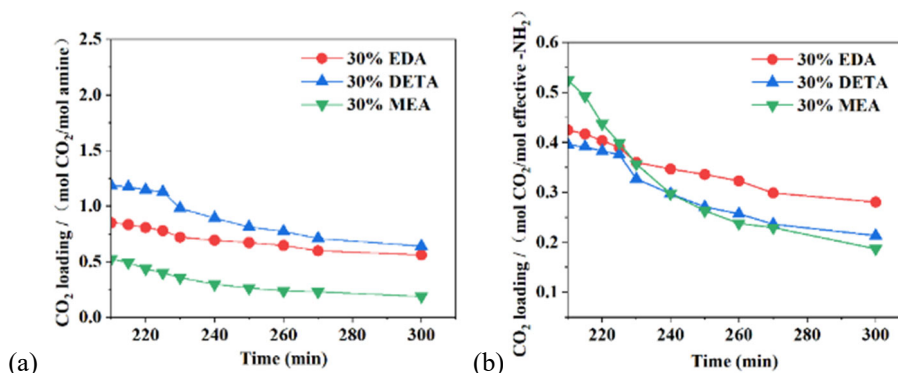 CO₂ loading /（mol CO₂/mol amine）
2.5
2.0
1.5
1.0
0.5
0.0
30% EDA
30% DETA
30% MEA
220 240 260 280 300
Time (min)
(a)
CO₂ loading /（mol CO₂/mol effective -NH₂）
0.6
0.5
0.4
0.3
0.2
0.1
30% EDA
30% DETA
30% MEA
220 240 260 280 300
Time (min)
(b)